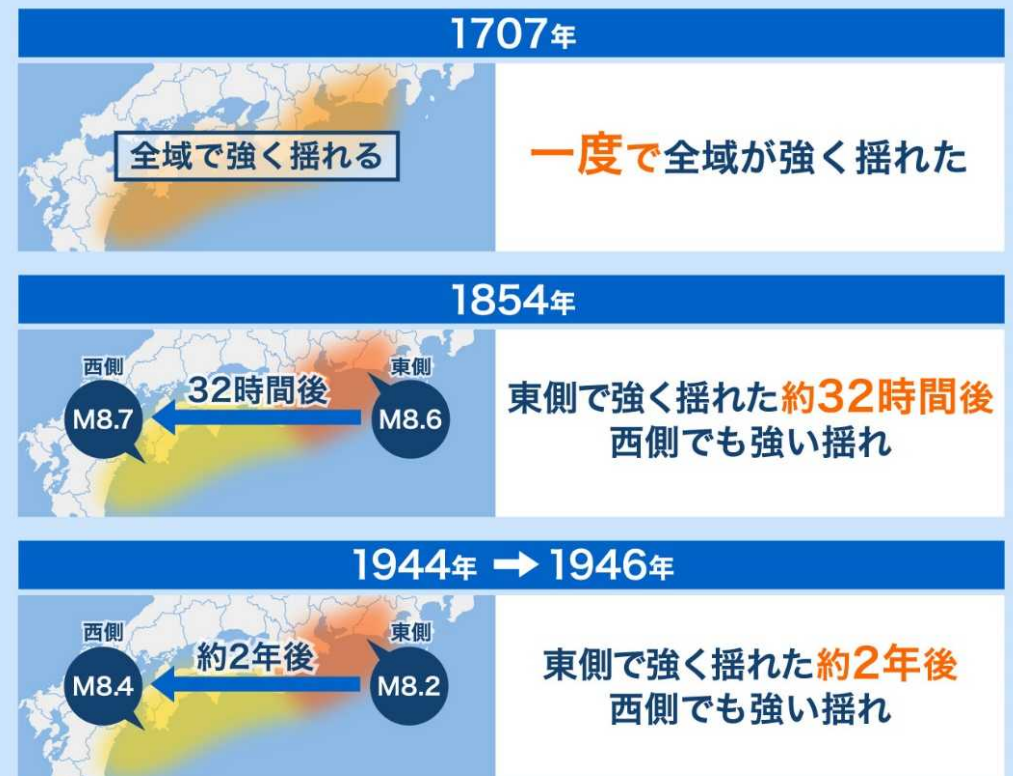 1707年
全域で強く揺れる
一度で全域が強く揺れた
1854年
西側
M8.7
32時間後
東側
M8.6
東側で強く揺れた約32時間後
西側でも強い揺れ
1944年 → 1946年
西側
M8.4
約2年後
東側
M8.2
東側で強く揺れた約2年後
西側でも強い揺れ